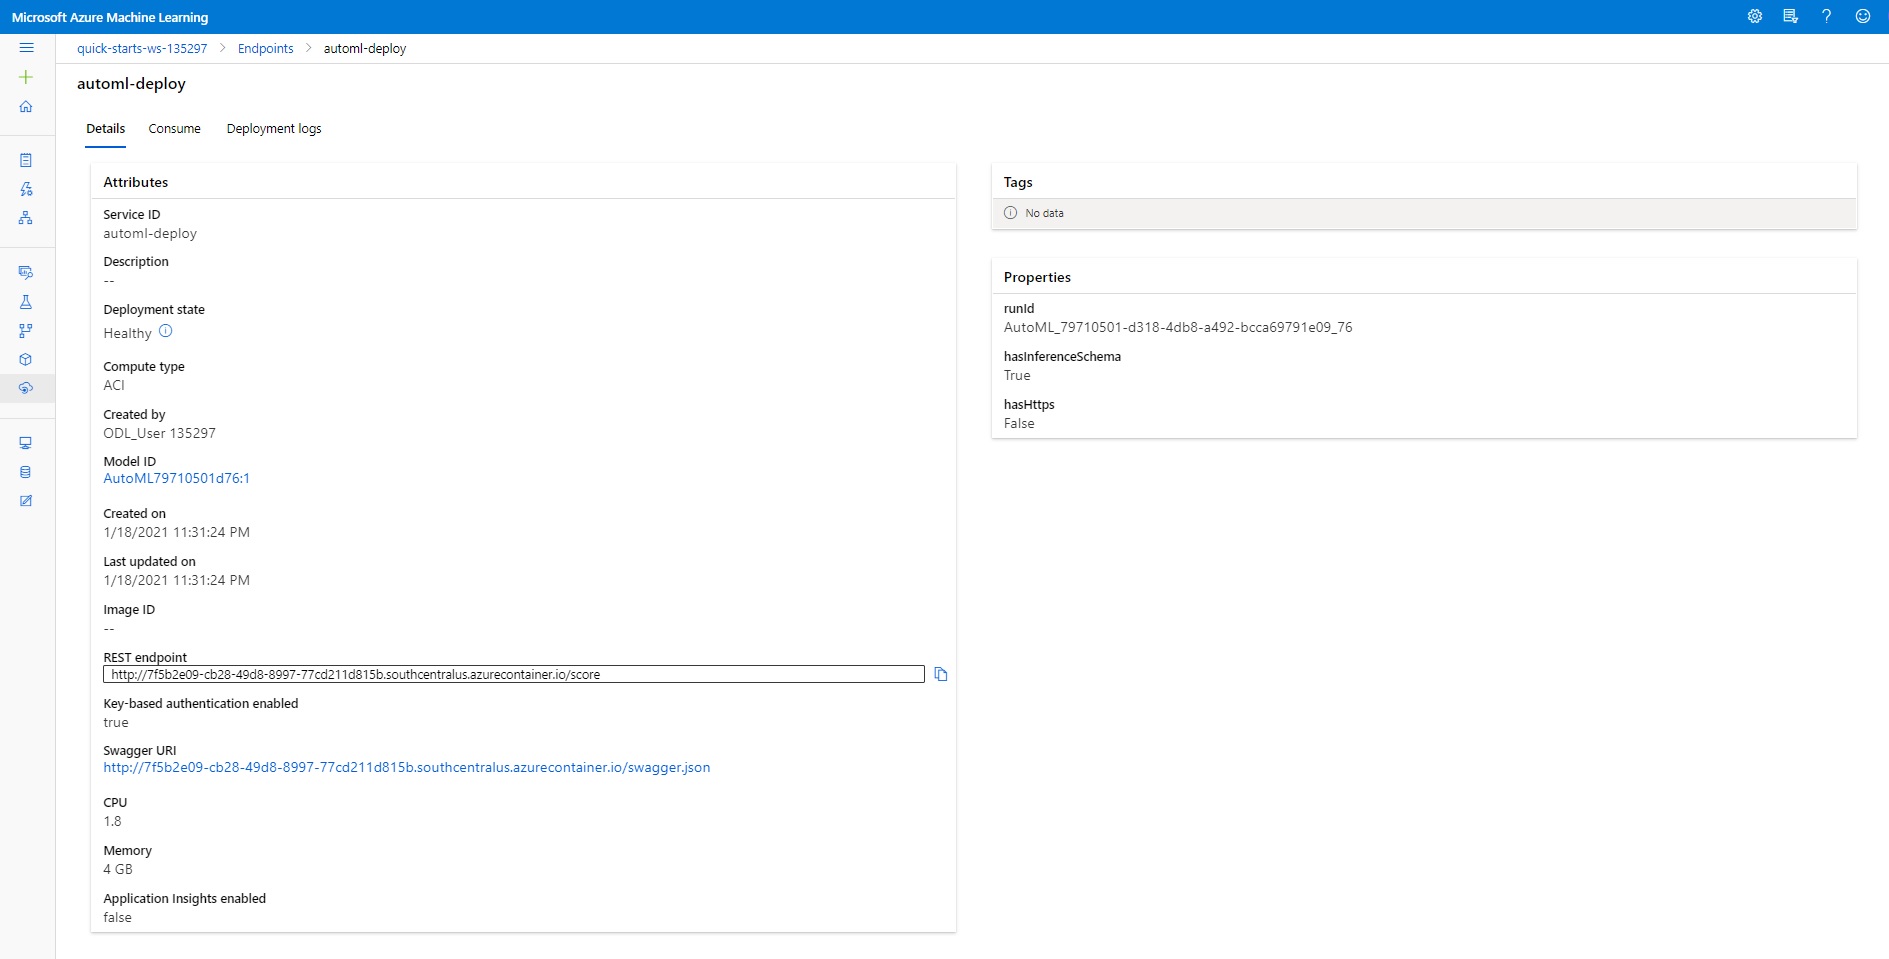 Microsoft Azure Machine Learning
quick-starts-ws-135297 > Endpoints > automl-deploy
automl-deploy
Details Consume Deployment logs
Attributes
Service ID
automl-deploy
Description
--
Deployment state
Healthy
Compute type
ACI
Created by
ODL_User 135297
Model ID
AutoML79710501d76:1
Created on
1/18/2021 11:31:24 PM
Last updated on
1/18/2021 11:31:24 PM
Image ID
--
REST endpoint
http://7f5b2e09-cb28-49d8-8997-77cd211d815b.southcentralus.azurecontainer.io/score
Key-based authentication enabled
true
Swagger URI
http://7f5b2e09-cb28-49d8-8997-77cd211d815b.southcentralus.azurecontainer.io/swagger.json
CPU
1.8
Memory
4 GB
Application Insights enabled
false
Tags
No data
Properties
runId
AutoML_79710501-d318-4db8-a492-bcca69791e09_76
hasInferenceSchema
True
hasHttps
False